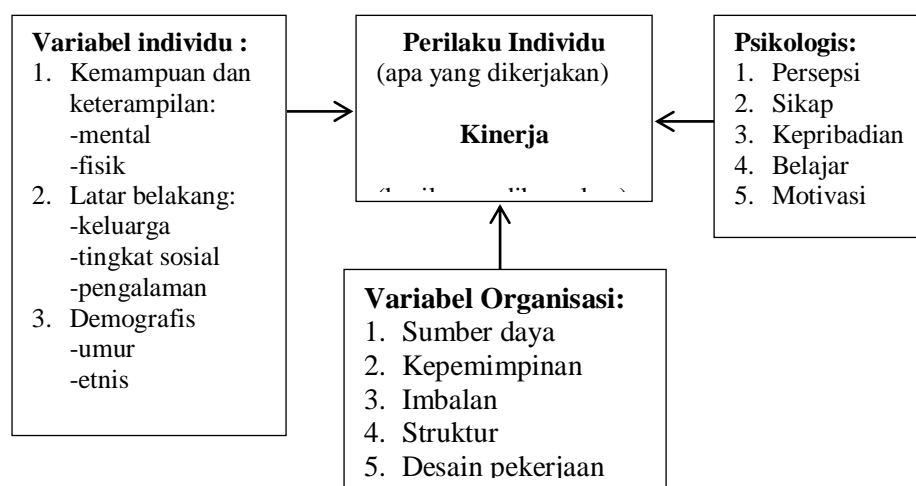 Variabel individu :
1. Kemampuan dan
keterampilan:
-mental
-fisik
2. Latar belakang:
-keluarga
-tingkat sosial
-pengalaman
3. Demografis
-umur
-etnis
Perilaku Individu
(apa yang dikerjakan)
Kinerja
Psikologis:
1. Persepsi
2. Sikap
3. Kepribadian
4. Belajar
5. Motivasi
Variabel Organisasi:
1. Sumber daya
2. Kepemimpinan
3. Imbalan
4. Struktur
5. Desain pekerjaan